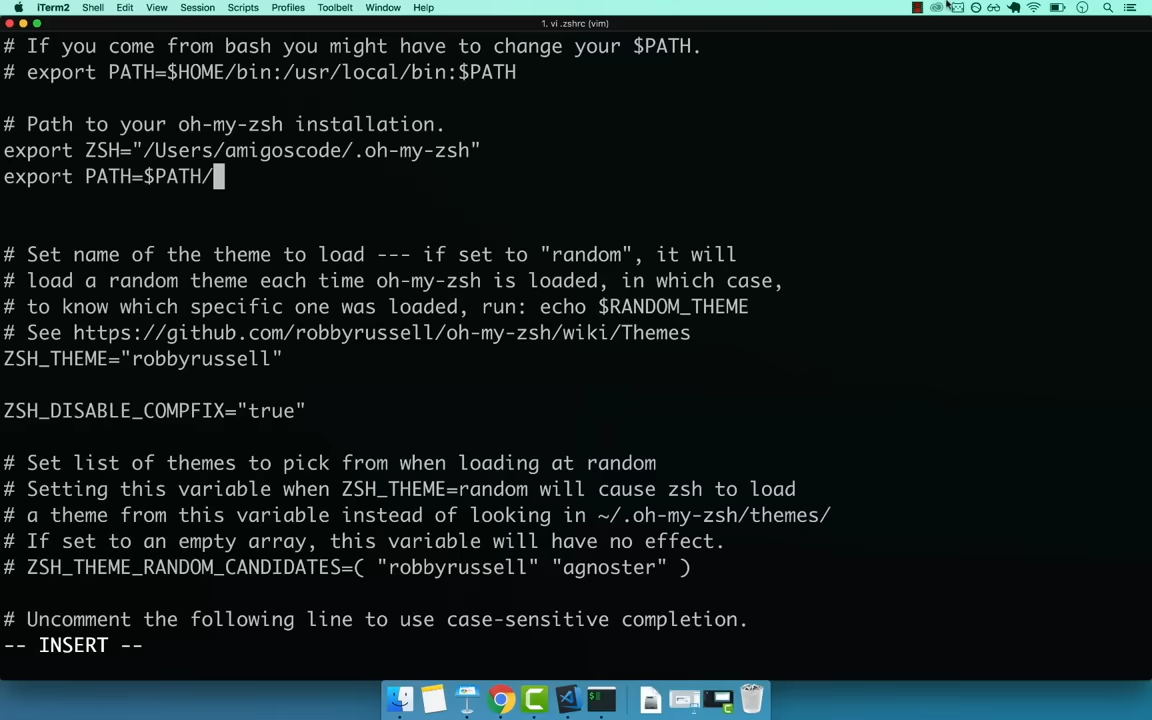 iTerm2 Shell Edit View Session Scripts Profiles Toolbelt Window Help
1. vi .zshrc (vim)
# If you come from bash you might have to change your $PATH.
# export PATH=$HOME/bin:/usr/local/bin:$PATH
# Path to your oh-my-zsh installation.
export ZSH="/Users/amigoscode/.oh-my-zsh"
export PATH=$PATH/
# Set name of the theme to load --- if set to "random", it will
# load a random theme each time oh-my-zsh is loaded, in which case,
# to know which specific one was loaded, run: echo $RANDOM_THEME
# See https://github.com/robbyrussell/oh-my-zsh/wiki/Themes
ZSH_THEME="robbyrussell"
ZSH_DISABLE_COMPFIX="true"
# Set list of themes to pick from when loading at random
# Setting this variable when ZSH_THEME=random will cause zsh to load
# a theme from this variable instead of looking in ~/.oh-my-zsh/themes/
# If set to an empty array, this variable will have no effect.
# ZSH_THEME_RANDOM_CANDIDATES=( "robbyrussell" "agnoster" )
# Uncomment the following line to use case-sensitive completion.
-- INSERT --